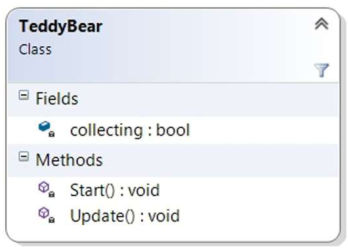 TeddyBear
Class
Fields
collecting : bool
Methods
Start() : void
Update() : void